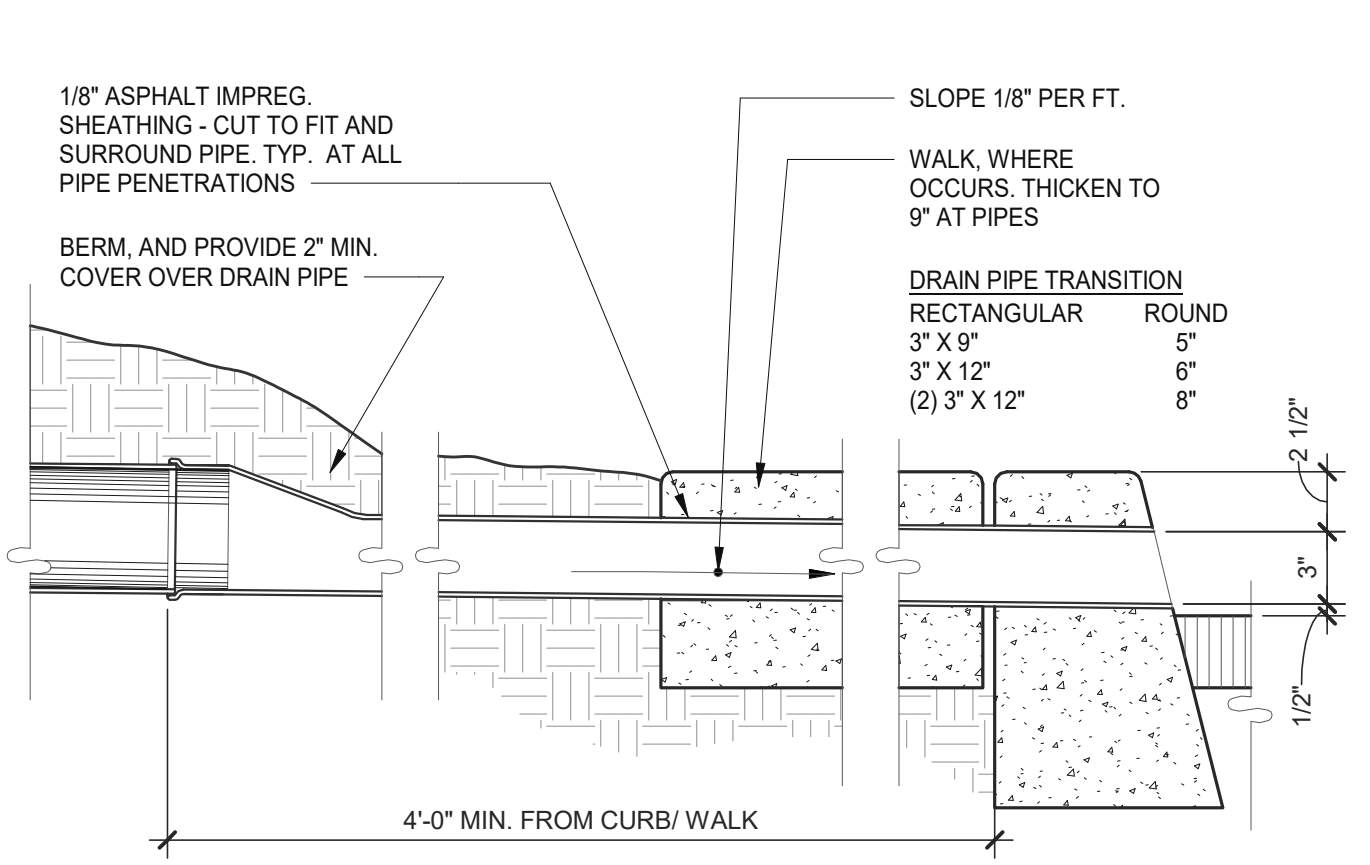 1/8" ASPHALT IMPREG.
SHEATHING - CUT TO FIT AND
SURROUND PIPE. TYP. AT ALL
PIPE PENETRATIONS
BERM, AND PROVIDE 2" MIN.
COVER OVER DRAIN PIPE
SLOPE 1/8" PER FT.
WALK, WHERE
OCCURS. THICKEN TO
9" AT PIPES
DRAIN PIPE TRANSITION
RECTANGULAR ROUND
3" X 9" 5"
3" X 12" 6"
(2) 3" X 12" 8"
2 1/2"
3"
1/2"
4'-0" MIN. FROM CURB/ WALK